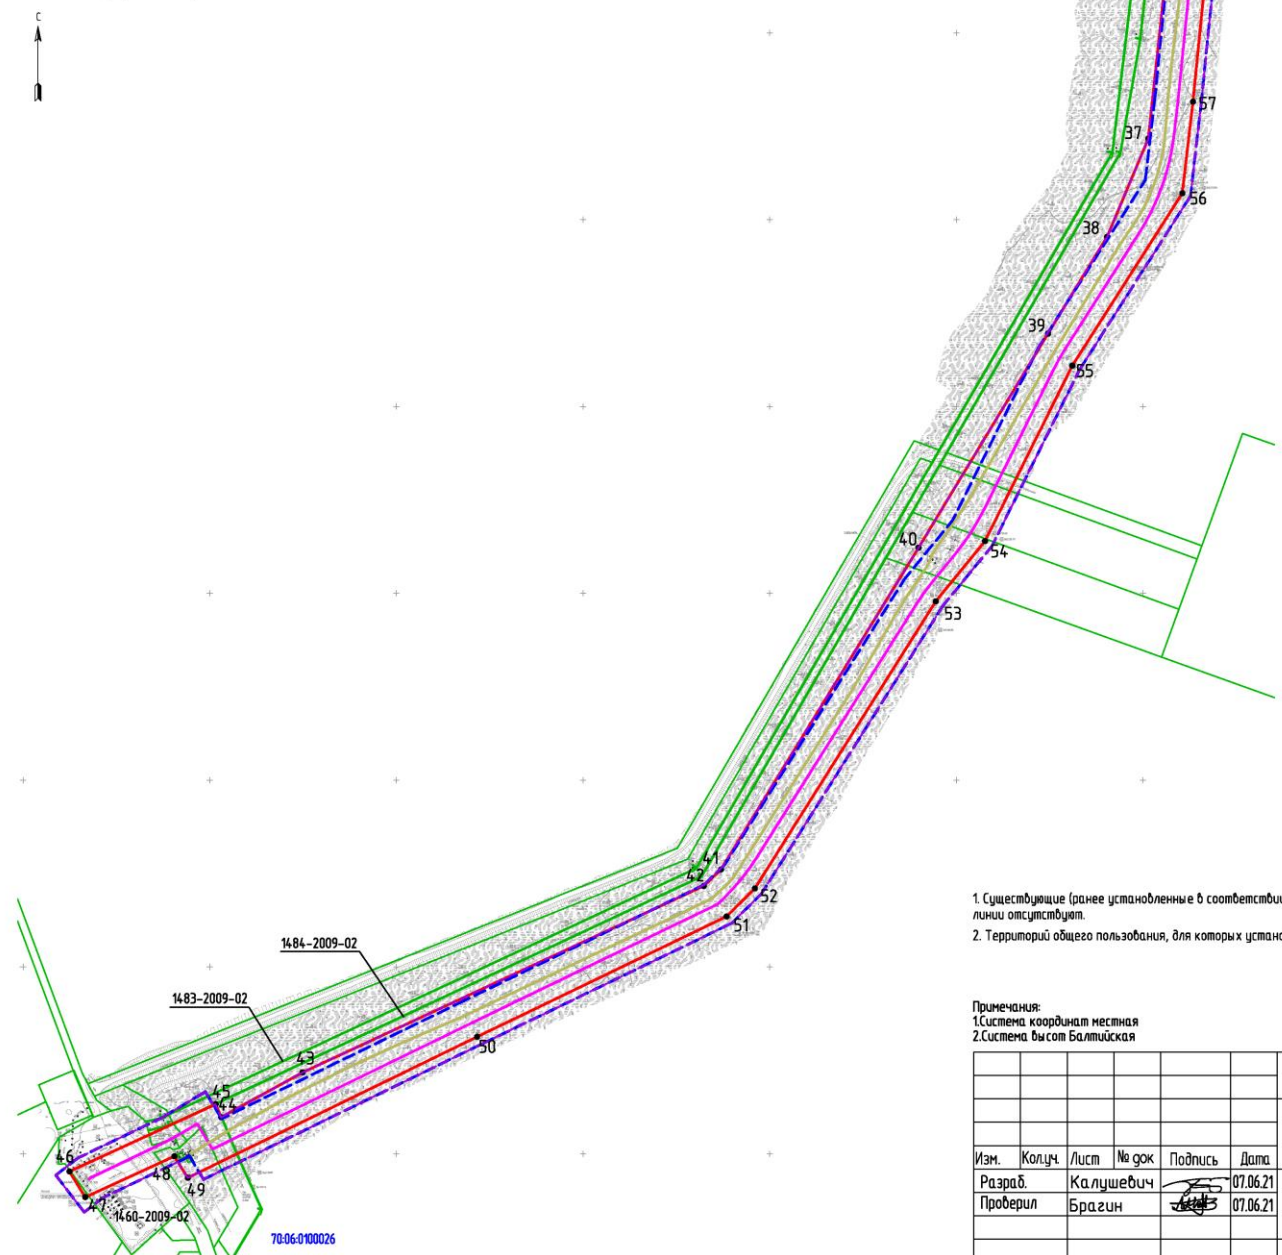 С
57
37
56
38
39
55
40
54
53
41
42
52
51
1. Существующие (ранее установленные в соответствии
линии отсутствуют.
2. Территорий общего пользования, для которых устано
1484-2009-02
1483-2009-02
Примечания:
1.Система координат местная
2.Система высот Балтийская
50
43
45
44
46
48
49
47
1460-2009-02
70:06:0100026
Изм. Кол.уч. Лист № док Подпись Дата
Разраб. Калушевич 07.06.21
Проверил Брагин 07.06.21